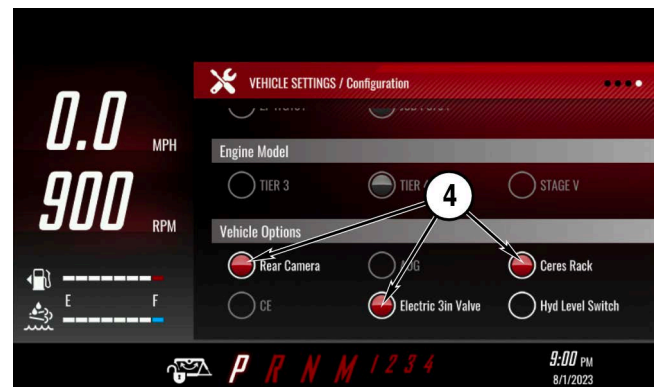 VEHICLE SETTINGS / Configuration
0.0 MPH
Engine Model
TIER 3 TIER STAGE V
4
900 RPM
Vehicle Options
Rear Camera Ceres Rack
CE Electric 3in Valve Hyd Level Switch
E F
P R N M 1 2 3 4
9:00 PM
8/1/2023